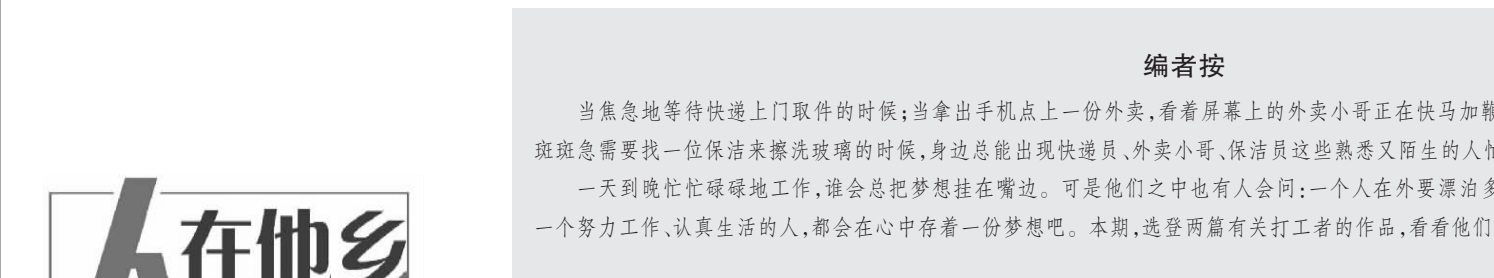 人在他乡
编者按
当焦急地等待快递上门取件的时候;当拿出手机点上一份外卖,看着屏幕上的外卖小哥正在快马加鞭
斑斑急需要找一位保洁来擦洗玻璃的时候,身边总能出现快递员、外卖小哥、保洁员这些熟悉又陌生的人忙
一天到晚忙忙碌碌地工作,谁会总把梦想挂在嘴边。可是他们之中也有人会问:一个人在外要漂泊多
一个努力工作、认真生活的人,都会在心中存着一份梦想吧。本期,选登两篇有关打工者的作品,看看他们